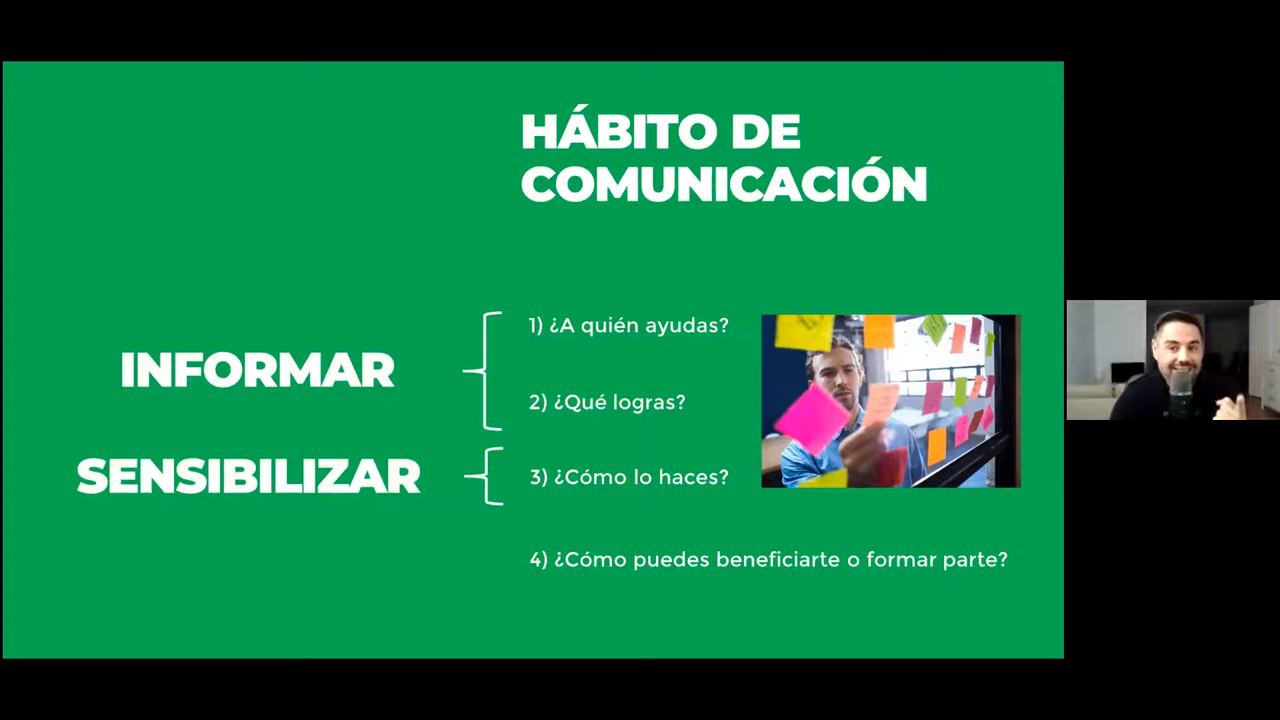 HÁBITO DE
COMUNICACIÓN
INFORMAR
1) ¿A quién ayudas?
2) ¿Qué logras?
SENSIBILIZAR
3) ¿Cómo lo haces?
4) ¿Cómo puedes beneficiarte o formar parte?